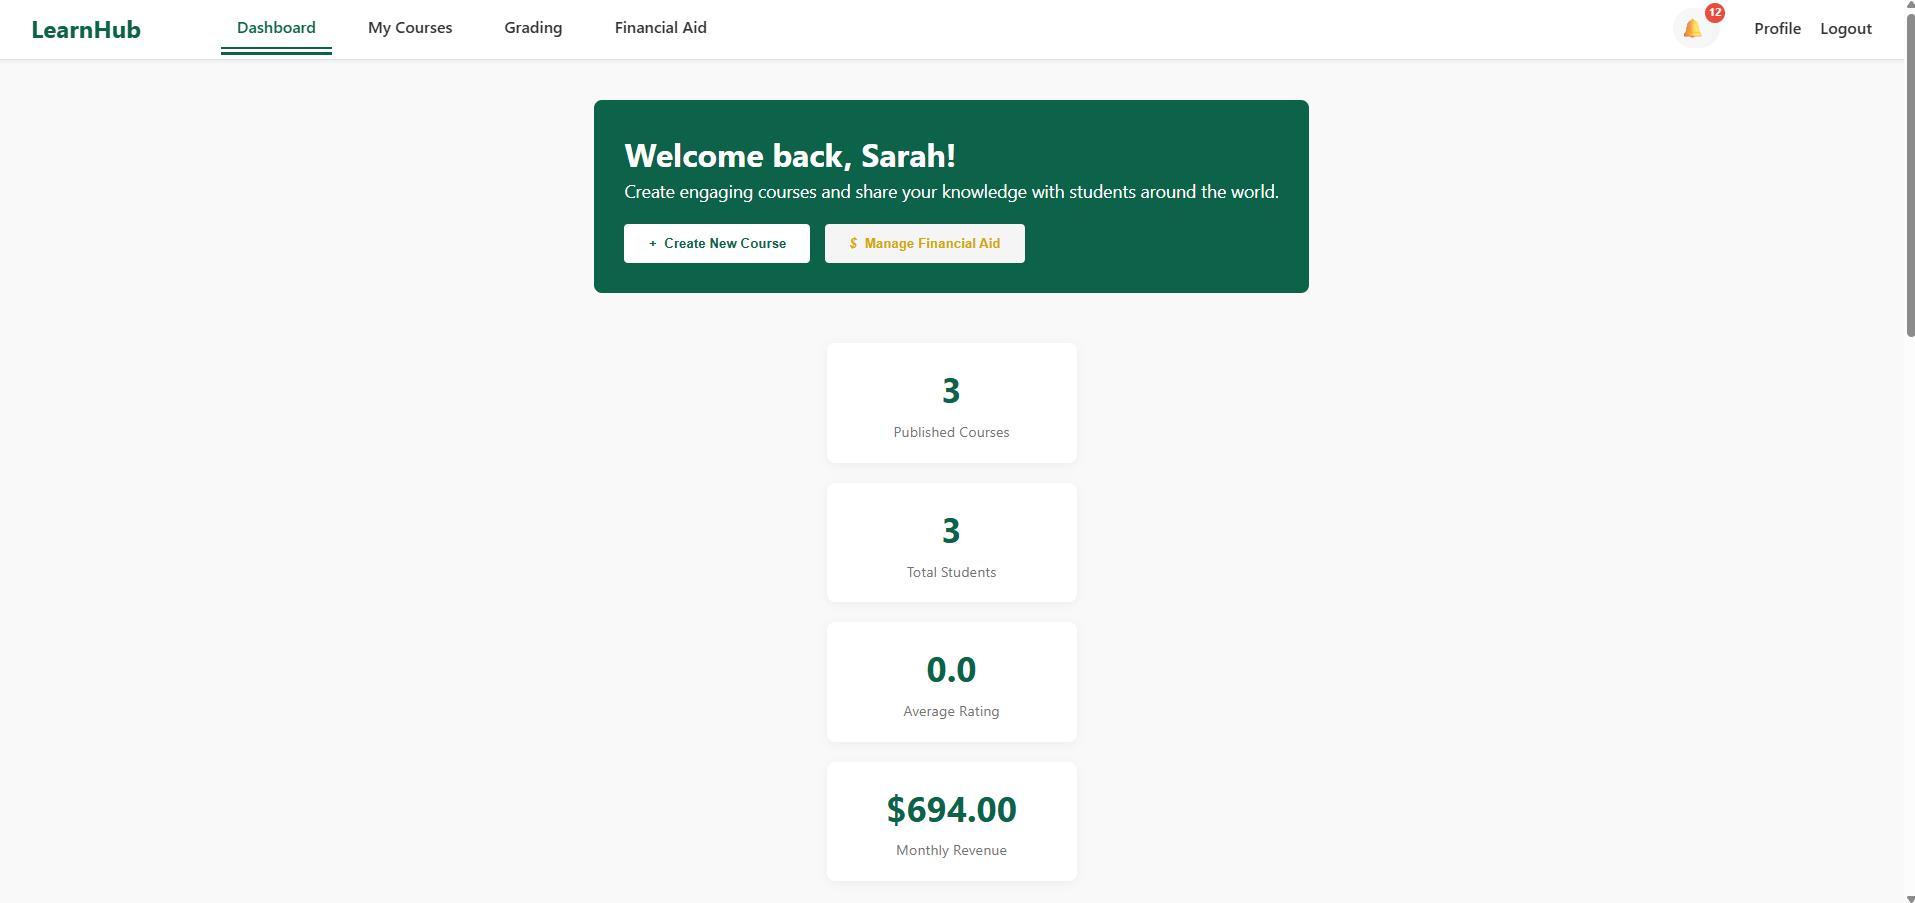 LearnHub
Dashboard
My Courses
Grading
Financial Aid
12
Profile
Logout
Welcome back, Sarah!
Create engaging courses and share your knowledge with students around the world.
+ Create New Course
$ Manage Financial Aid
3
Published Courses
3
Total Students
0.0
Average Rating
$694.00
Monthly Revenue